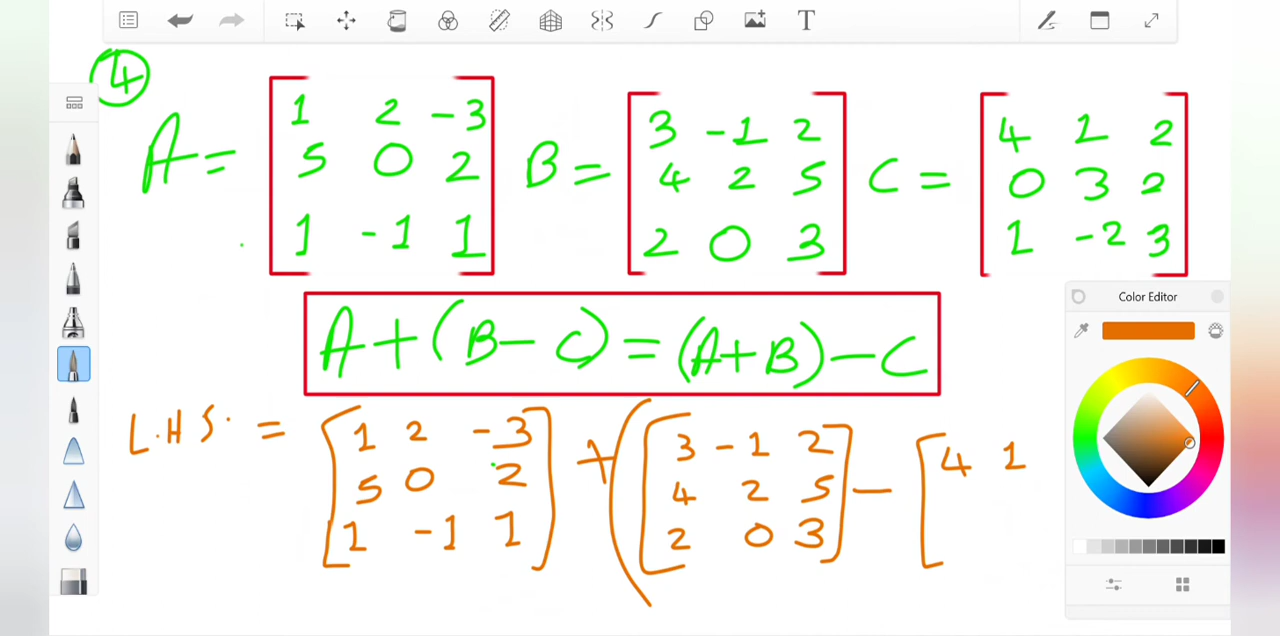 T
4
A = [ 1 2 -3 B = [ 3 -1 2 C = [ 4 1 2
5 0 2 4 2 5 0 3 2
1 -1 1 ] 2 0 3 ] 1 -2 3 ]
Color Editor
A+(B-C)=(A+B)-C
L.H.S. = [ 1 2 -3 + ( [ 3 -1 2 - [ 4 1
5 0 2 4 2 5
1 -1 1 ] 2 0 3 ]